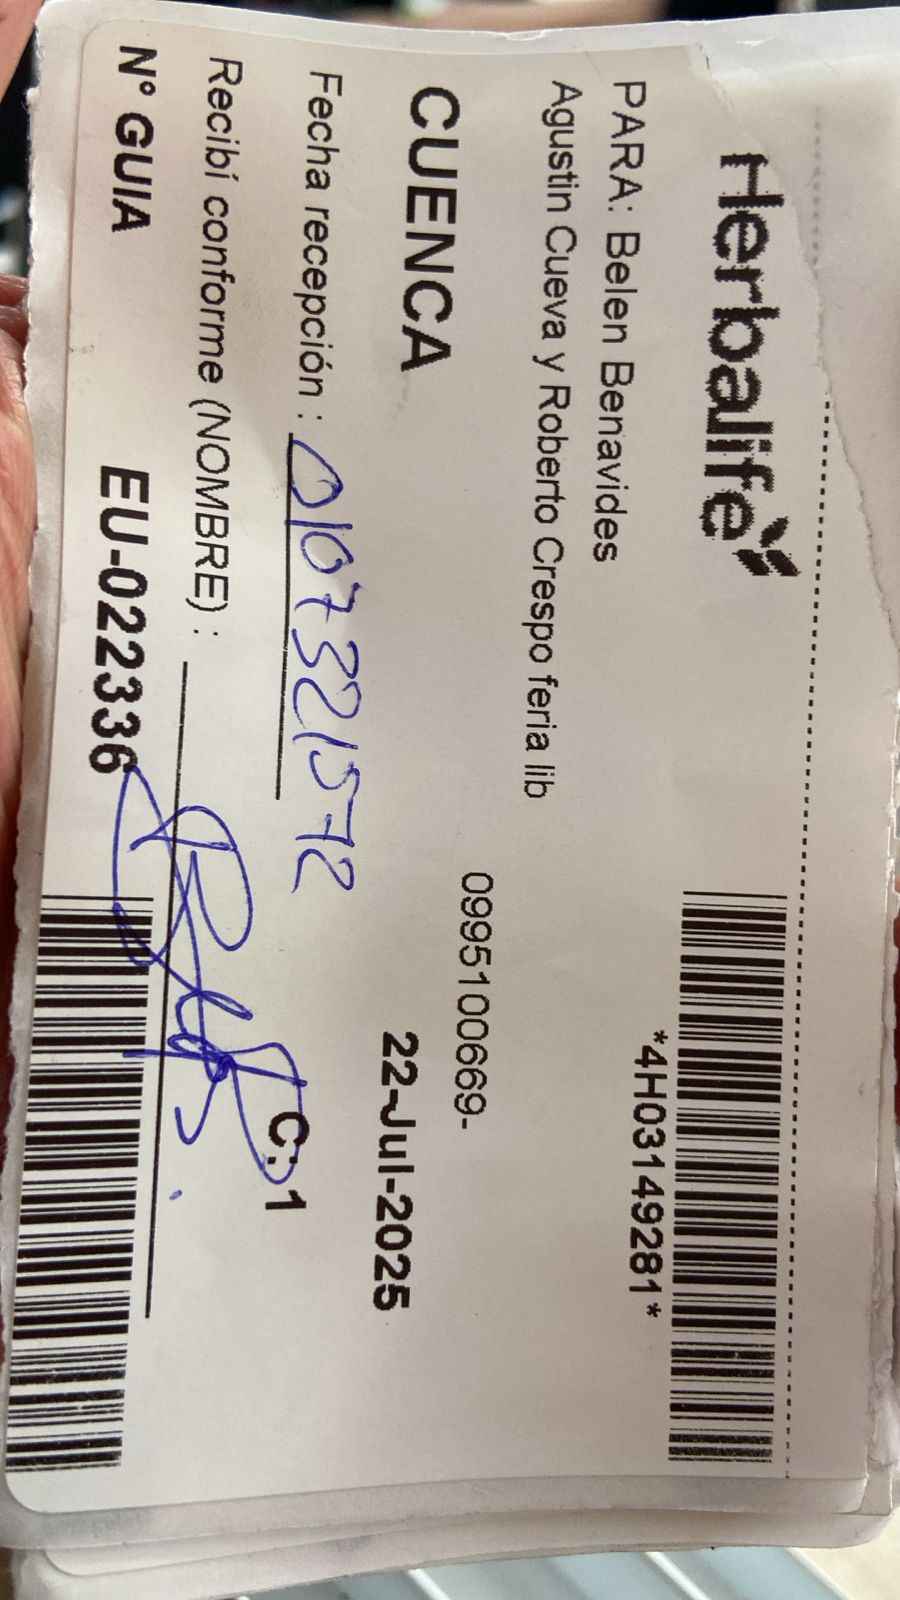 Herbalife
*4H03149281*
PARA: Belen Benavides
Agustin Cueva y Roberto Crespo feria lib
0995100669-
CUENCA
22-Jul-2025
Fecha recepción : 0107321572
C: 1
Recibí conforme (NOMBRE) :
N° GUIA EU-022336